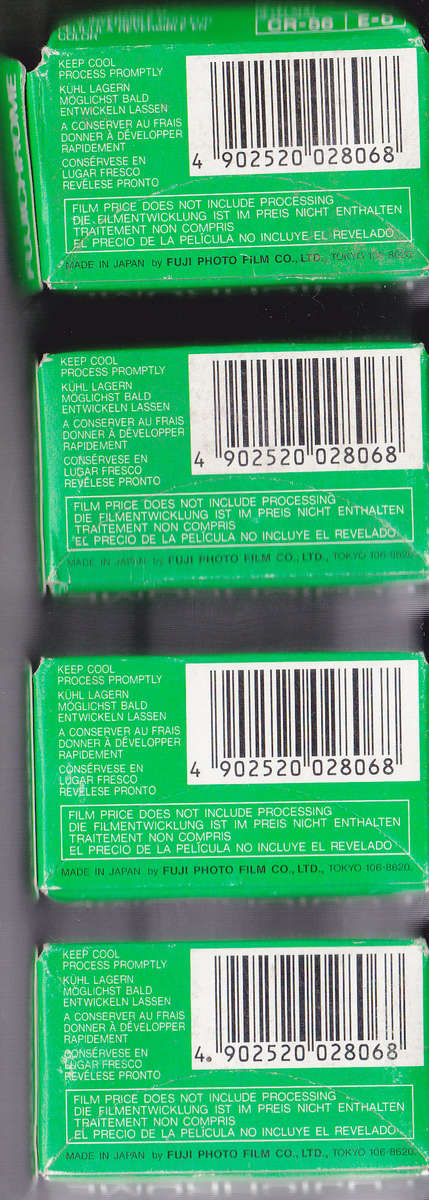 COLOR
CR-56 E-6
FUJICHROME
KEEP COOL
PROCESS PROMPTLY
KÜHL LAGERN
MÖGLICHST BALD
ENTWICKELN LASSEN
A CONSERVER AU FRAIS
DONNER À DÉVELOPPER
RAPIDEMENT
CONSÉRVESE EN
LUGAR FRESCO
REVÉLESE PRONTO
4 902520 028068
FILM PRICE DOES NOT INCLUDE PROCESSING
DIE FILMENTWICKLUNG IST IM PREIS NICHT ENTHALTEN
TRAITEMENT NON COMPRIS
EL PRECIO DE LA PELÍCULA NO INCLUYE EL REVELADO
MADE IN JAPAN by FUJI PHOTO FILM CO., LTD., TOKYO 106-8620.
KEEP COOL
PROCESS PROMPTLY
KÜHL LAGERN
MÖGLICHST BALD
ENTWICKELN LASSEN
A CONSERVER AU FRAIS
DONNER À DÉVELOPPER
RAPIDEMENT
CONSÉRVESE EN
LUGAR FRESCO
REVÉLESE PRONTO
4 902520 028068
FILM PRICE DOES NOT INCLUDE PROCESSING
DIE FILMENTWICKLUNG IST IM PREIS NICHT ENTHALTEN
TRAITEMENT NON COMPRIS
EL PRECIO DE LA PELÍCULA NO INCLUYE EL REVELADO
MADE IN JAPAN by FUJI PHOTO FILM CO., LTD., TOKYO 106-8620.
KEEP COOL
PROCESS PROMPTLY
KÜHL LAGERN
MÖGLICHST BALD
ENTWICKELN LASSEN
A CONSERVER AU FRAIS
DONNER À DÉVELOPPER
RAPIDEMENT
CONSÉRVESE EN
LUGAR FRESCO
REVÉLESE PRONTO
4 902520 028068
FILM PRICE DOES NOT INCLUDE PROCESSING
DIE FILMENTWICKLUNG IST IM PREIS NICHT ENTHALTEN
TRAITEMENT NON COMPRIS
EL PRECIO DE LA PELÍCULA NO INCLUYE EL REVELADO
MADE IN JAPAN by FUJI PHOTO FILM CO., LTD., TOKYO 106-8620.
KEEP COOL
PROCESS PROMPTLY
KÜHL LAGERN
MÖGLICHST BALD
ENTWICKELN LASSEN
A CONSERVER AU FRAIS
DONNER À DÉVELOPPER
RAPIDEMENT
CONSÉRVESE EN
LUGAR FRESCO
REVÉLESE PRONTO
4 902520 028068
FILM PRICE DOES NOT INCLUDE PROCESSING
DIE FILMENTWICKLUNG IST IM PREIS NICHT ENTHALTEN
TRAITEMENT NON COMPRIS
EL PRECIO DE LA PELÍCULA NO INCLUYE EL REVELADO
MADE IN JAPAN by FUJI PHOTO FILM CO., LTD., TOKYO 106-8620.